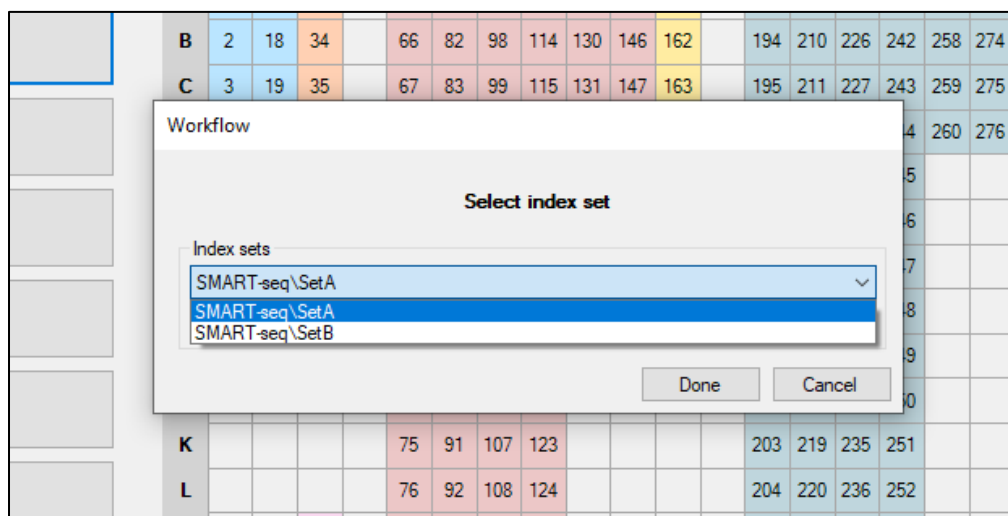 B 2 18 34 66 82 98 114 130 146 162 194 210 226 242 258 274
C 3 19 35 67 83 99 115 131 147 163 195 211 227 243 259 275
Workflow
260 276
Select index set
Index sets
SMART-seq\SetA
SMART-seq\SetA
SMART-seq\SetB
Done Cancel
K 75 91 107 123 203 219 235 251
L 76 92 108 124 204 220 236 252